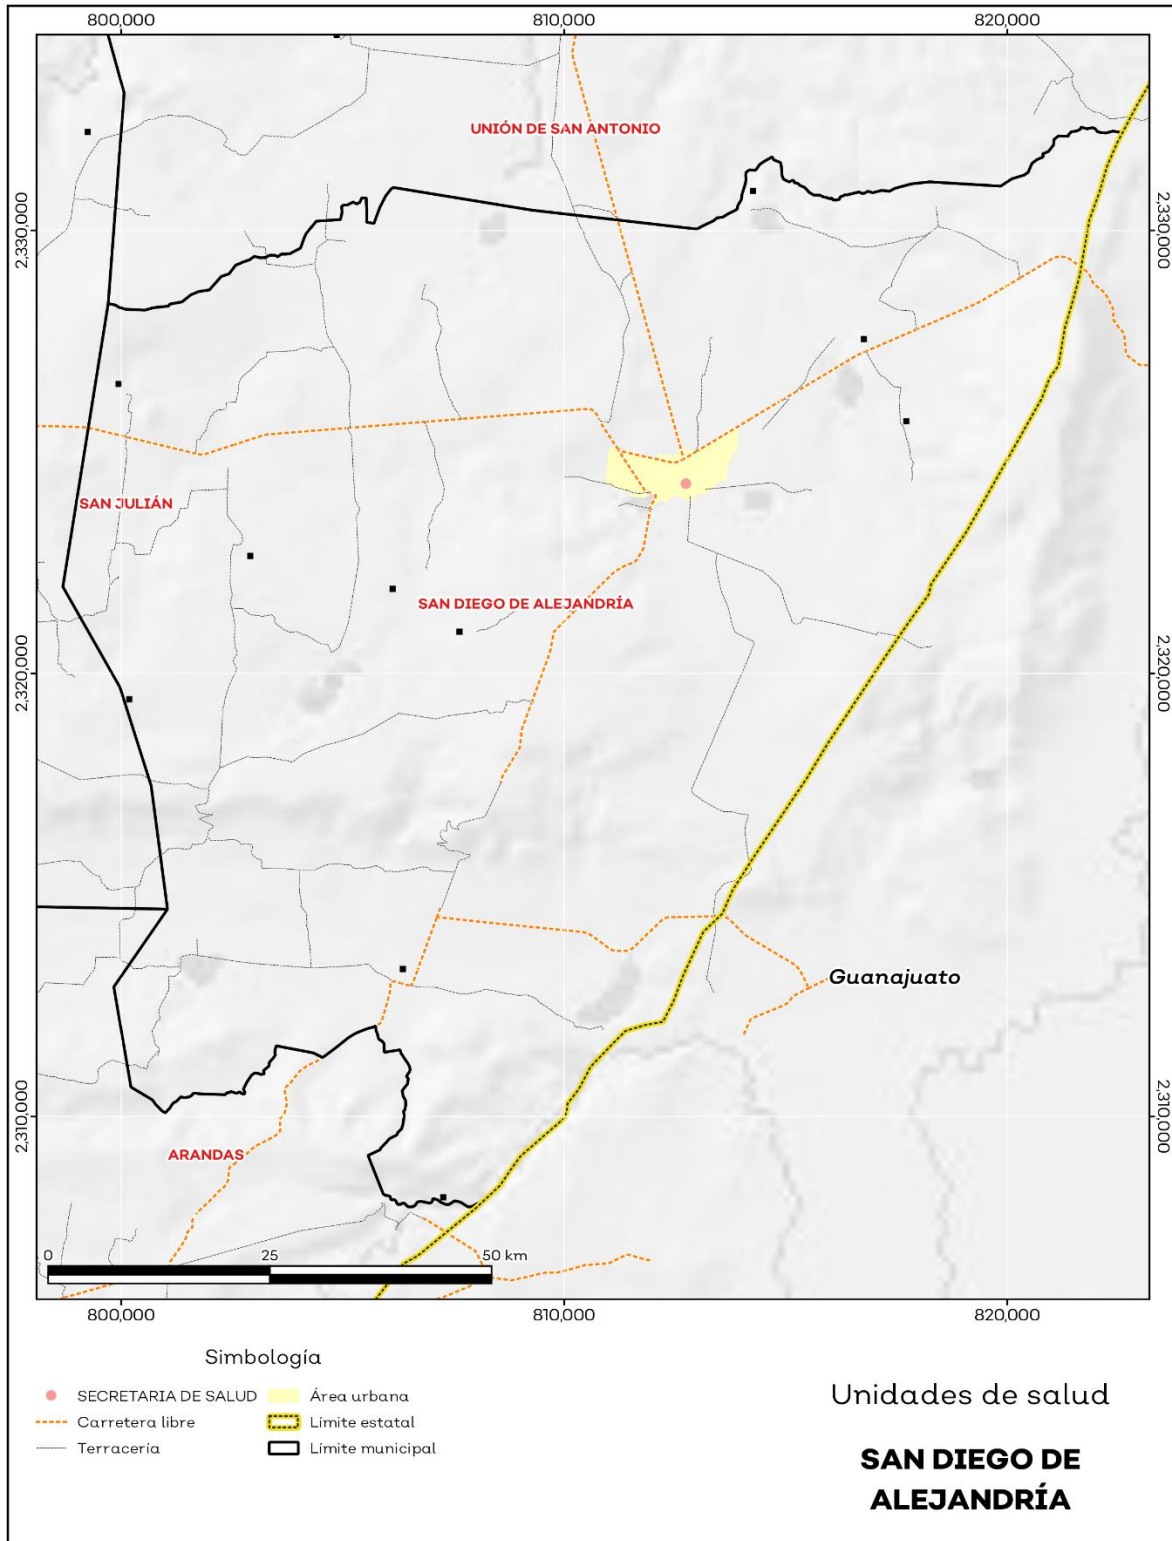 800,000
810,000
820,000
UNIÓN DE SAN ANTONIO
2,330,000
2,330,000
SAN JULIÁN
SAN DIEGO DE ALEJANDRÍA
2,320,000
2,320,000
Guanajuato
2,310,000
2,310,000
ARANDAS
0 25 50 km
800,000
810,000
820,000
Simbología
SECRETARIA DE SALUD
Área urbana
Carretera libre
Límite estatal
Terracería
Límite municipal
Unidades de salud
SAN DIEGO DE
ALEJANDRÍA